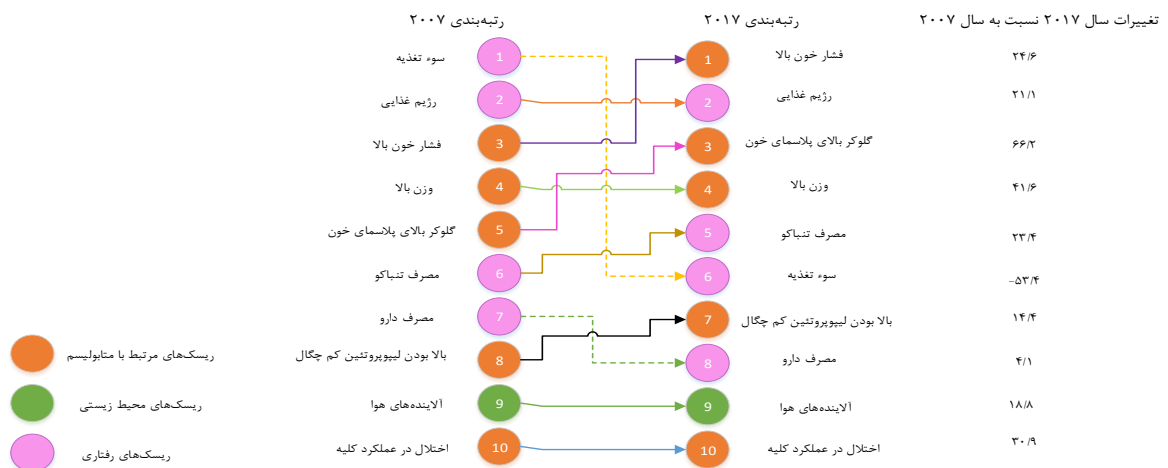 تغییرات سال ۲۰۱۷ نسبت به سال ۲۰۰۷
رتبه‌بندی ۲۰۱۷
رتبه‌بندی ۲۰۰۷
۲۴/۶
فشار خون بالا
1
1
سوء تغذیه
۲۱/۱
رژیم غذایی
2
2
رژیم غذایی
۶۶/۲
گلوکر بالای پلاسمای خون
3
3
فشار خون بالا
۴۱/۶
وزن بالا
4
4
وزن بالا
۲۳/۴
مصرف تنباکو
5
5
گلوکر بالای پلاسمای خون
–۵۳/۴
سوء تغذیه
6
6
مصرف تنباکو
۱۴/۴
بالا بودن لیپوپروتئین کم چگال
7
7
مصرف دارو
۴/۱
مصرف دارو
8
8
بالا بودن لیپوپروتئین کم چگال
۱۸/۸
آلاینده‌های هوا
9
9
آلاینده‌های هوا
۳۰/۹
اختلال در عملکرد کلیه
10
10
اختلال در عملکرد کلیه
ریسک‌های مرتبط با متابولیسم
ریسک‌های محیط زیستی
ریسک‌های رفتاری